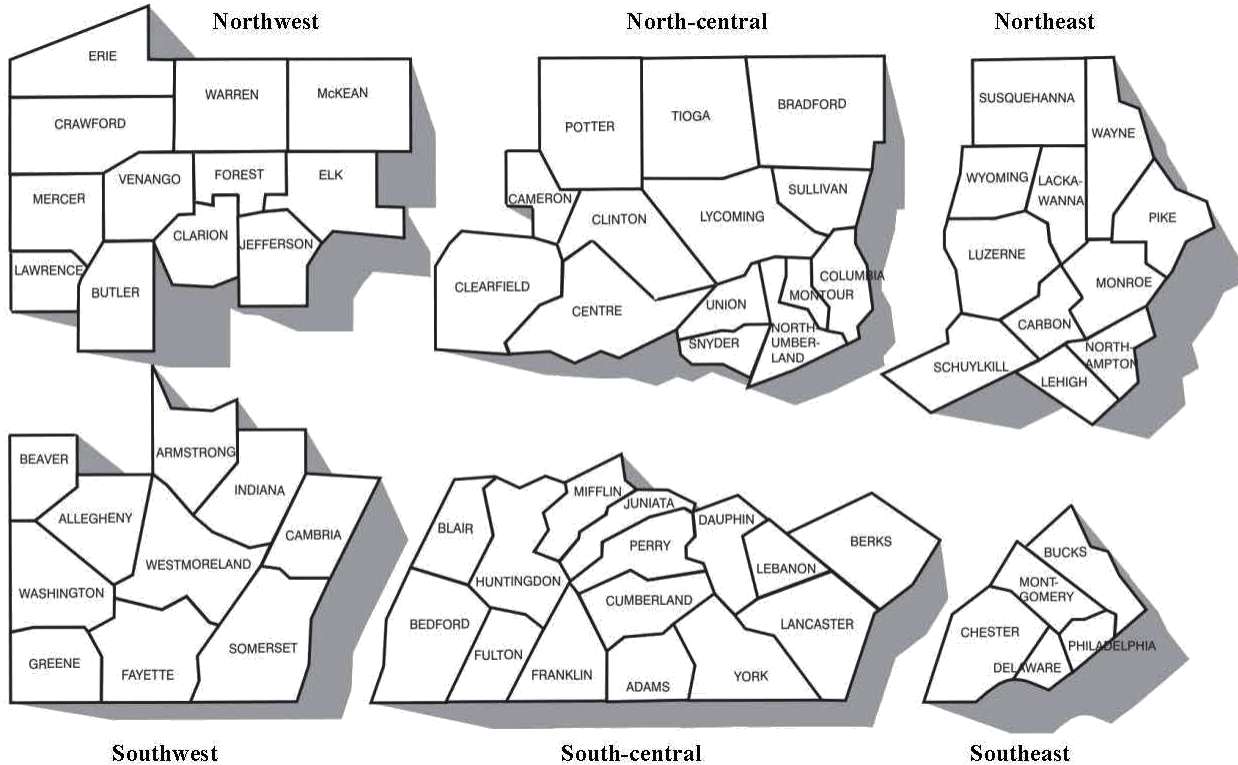 Northwest
North-central
Northeast
ERIE
WARREN
McKEAN
CRAWFORD
VENANGO
FOREST
ELK
MERCER
CLARION
JEFFERSON
LAWRENCE
BUTLER
POTTER
TIOGA
BRADFORD
CAMERON
CLINTON
LYCOMING
SULLIVAN
CLEARFIELD
CENTRE
UNION
MONTOUR
COLUMBIA
SNYDER
NORTH-
UMBER-
LAND
SUSQUEHANNA
WAYNE
WYOMING
LACKA-
WANNA
PIKE
LUZERNE
MONROE
CARBON
SCHUYLKILL
LEHIGH
NORTH-
AMPTON
BEAVER
ARMSTRONG
INDIANA
ALLEGHENY
CAMBRIA
WESTMORELAND
WASHINGTON
GREENE
FAYETTE
SOMERSET
MIFFLIN
JUNIATA
BLAIR
DAUPHIN
PERRY
BERKS
HUNTINGDON
LEBANON
CUMBERLAND
BEDFORD
LANCASTER
FULTON
FRANKLIN
ADAMS
YORK
BUCKS
MONT-
GOMERY
CHESTER
PHILADELPHIA
DELAWARE
Southwest
South-central
Southeast